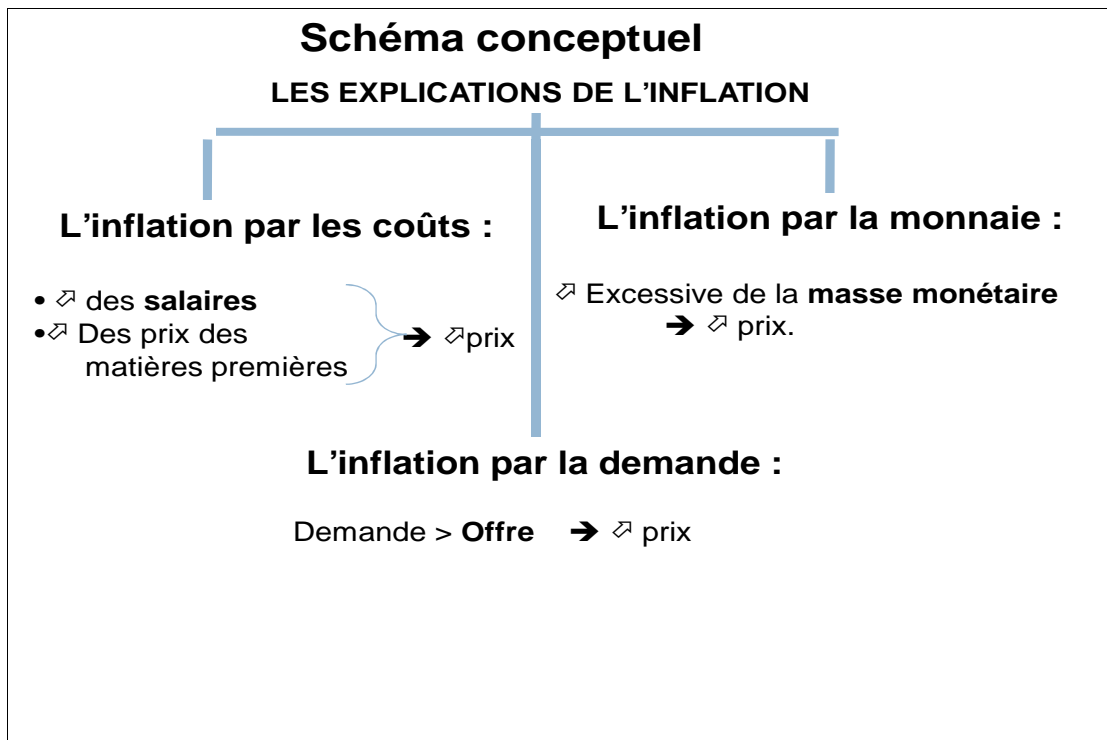 Schéma conceptuel
LES EXPLICATIONS DE L'INFLATION
L'inflation par les coûts :
• ⬀ des salaires
•⬀ Des prix des
matières premières
➔ ⬀prix
L'inflation par la monnaie :
⬀ Excessive de la masse monétaire
➔ ⬀ prix.
L'inflation par la demande :
Demande > Offre ➔ ⬀ prix